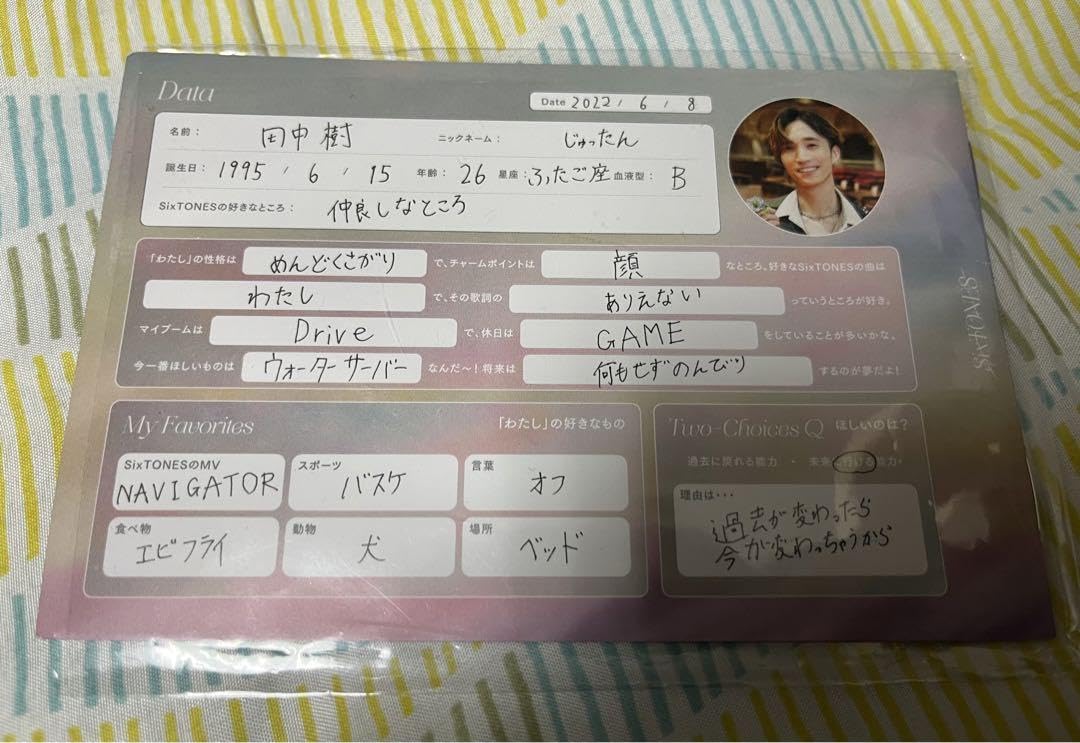 Data
Date 2022 / 6 / 8
名前： 田中樹 ニックネーム： じゅったん
誕生日： 1995 / 6 / 15 年齢： 26 星座： ふたご座 血液型： B
SixTONESの好きなところ： 仲良しなところ
「わたし」の性格は めんどくさがり で、チャームポイントは 顔 なところ。好きなSixTONESの曲は
わたし で、その歌詞の ありえない っていうところが好き。
マイブームは Drive で、休日は GAME をしていることが多いかな。
今一番ほしいものは ウォーターサーバー なんだ〜！将来は 何もせずのんびり するのが夢だよ！
SixTONES
My Favorites 「わたし」の好きなもの
SixTONESのMV スポーツ 言葉
NAVIGATOR バスケ オフ
食べ物 動物 場所
エビフライ 犬 ベッド
Two-Choices Q ほしいのは？
過去に戻れる能力 ・ 未来に行ける能力
理由は・・・
過去が変わったら
今が変わっちゃうから